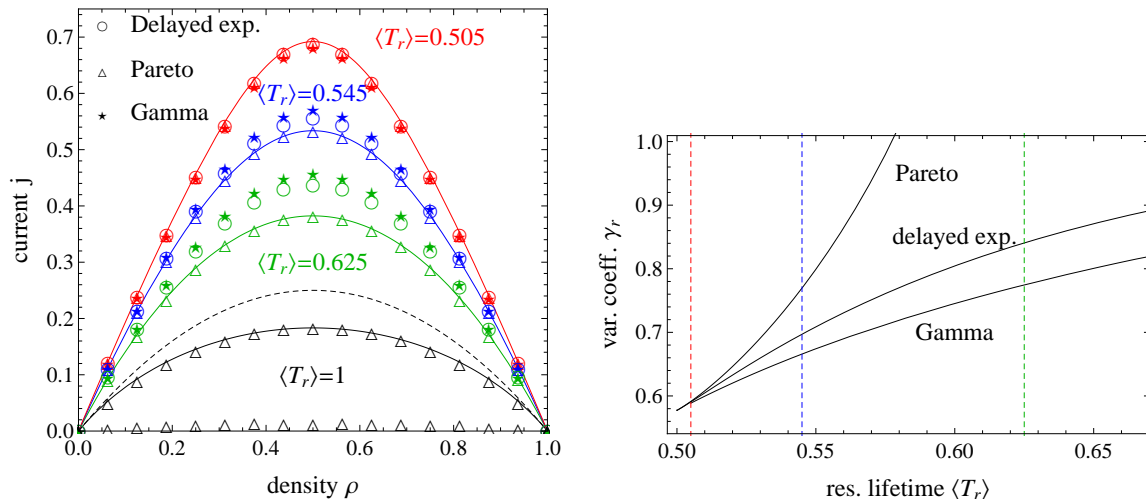 Delayed exp.
Pareto
Gamma
⟨T_r⟩=0.505
⟨T_r⟩=0.545
⟨T_r⟩=0.625
⟨T_r⟩=1
0.7
0.6
0.5
0.4
0.3
0.2
0.1
0.0
0.0 0.2 0.4 0.6 0.8 1.0
current j
density ρ
1.0
0.9
0.8
0.7
0.6
0.50 0.55 0.60 0.65
var. coeff. γ_r
Pareto
delayed exp.
Gamma
res. lifetime ⟨T_r⟩